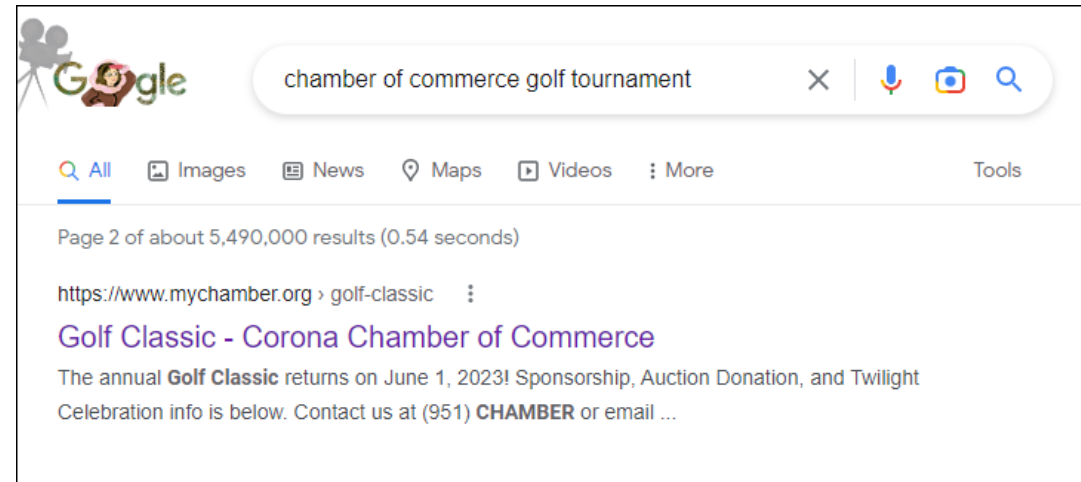 Google
chamber of commerce golf tournament
All Images News Maps Videos More Tools
Page 2 of about 5,490,000 results (0.54 seconds)
https://www.mychamber.org › golf-classic
Golf Classic - Corona Chamber of Commerce
The annual Golf Classic returns on June 1, 2023! Sponsorship, Auction Donation, and Twilight
Celebration info is below. Contact us at (951) CHAMBER or email ...